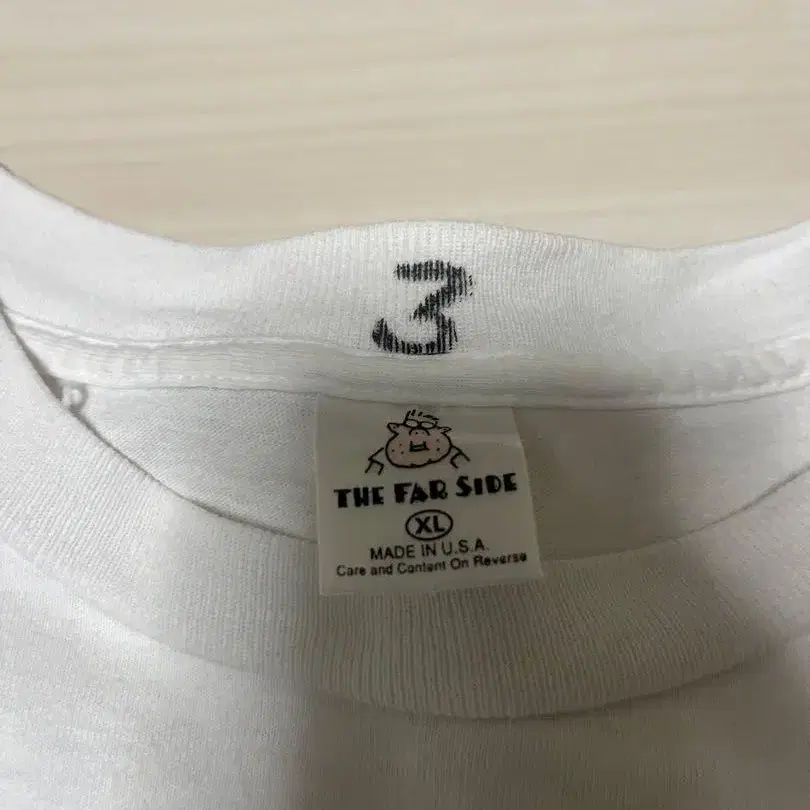 3
THE FAR SIDE
XL
MADE IN U.S.A.
Care and Content On Reverse